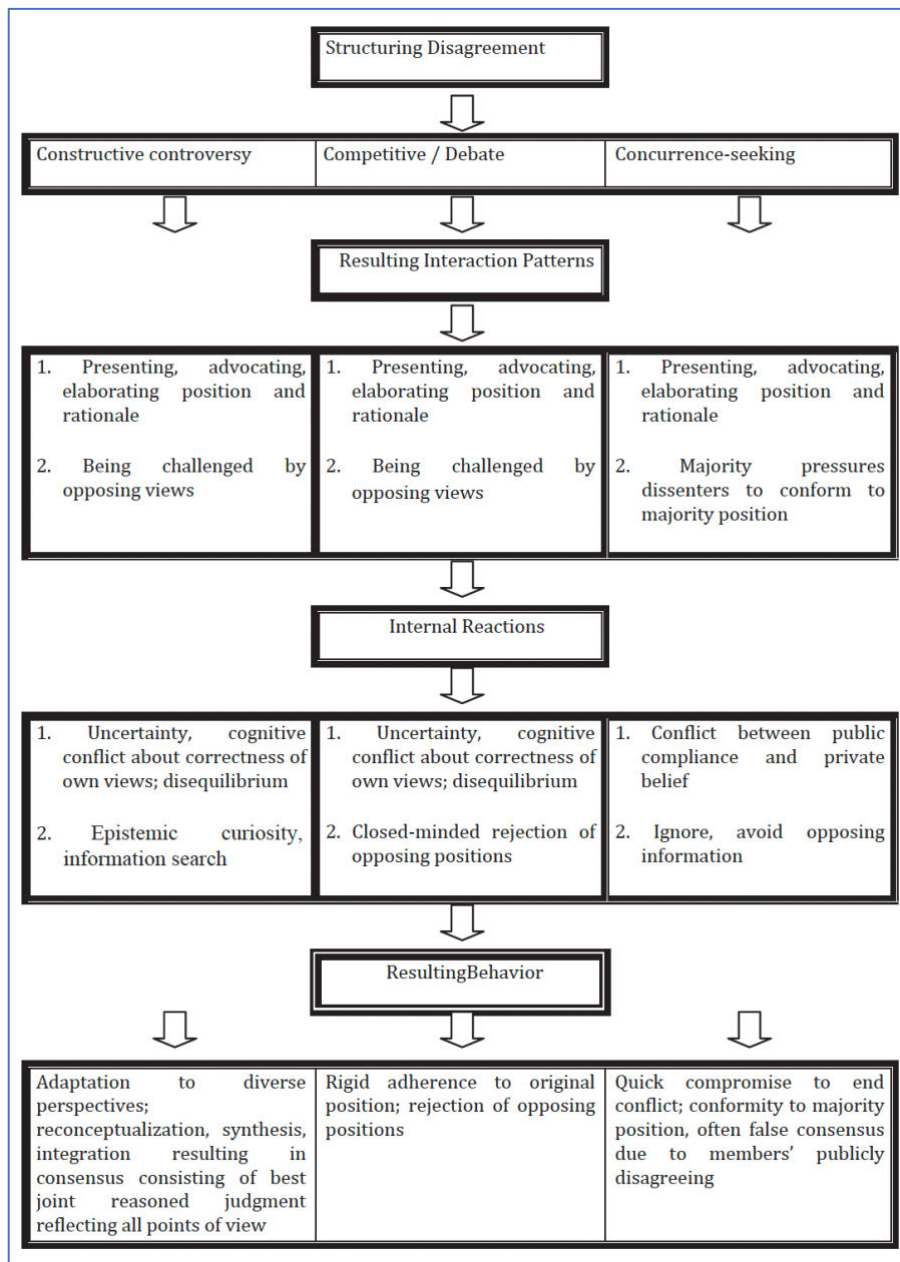 Structuring Disagreement
Constructive controversy
Competitive / Debate
Concurrence-seeking
Resulting Interaction Patterns
1. Presenting, advocating,
elaborating position and
rationale
2. Being challenged by
opposing views
1. Presenting, advocating,
elaborating position and
rationale
2. Being challenged by
opposing views
1. Presenting, advocating,
elaborating position and
rationale
2. Majority pressures
dissenters to conform to
majority position
Internal Reactions
1. Uncertainty, cognitive
conflict about correctness of
own views; disequilibrium
2. Epistemic curiosity,
information search
1. Uncertainty, cognitive
conflict about correctness of
own views; disequilibrium
2. Closed-minded rejection of
opposing positions
1. Conflict between public
compliance and private
belief
2. Ignore, avoid opposing
information
ResultingBehavior
Adaptation to diverse
perspectives;
reconceptualization, synthesis,
integration resulting in
consensus consisting of best
joint reasoned judgment
reflecting all points of view
Rigid adherence to original
position; rejection of opposing
positions
Quick compromise to end
conflict; conformity to majority
position, often false consensus
due to members' publicly
disagreeing